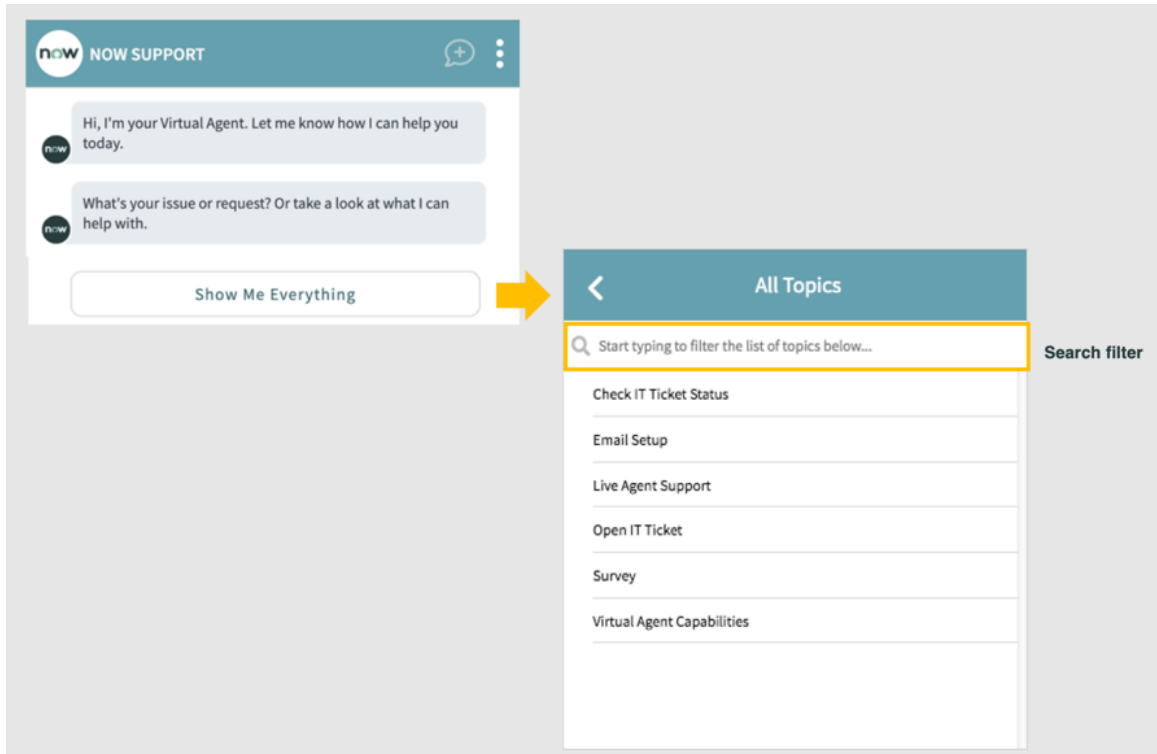 now NOW SUPPORT
Hi, I'm your Virtual Agent. Let me know how I can help you
today.
now
What's your issue or request? Or take a look at what I can
help with.
now
Show Me Everything
All Topics
Start typing to filter the list of topics below...
Search filter
Check IT Ticket Status
Email Setup
Live Agent Support
Open IT Ticket
Survey
Virtual Agent Capabilities